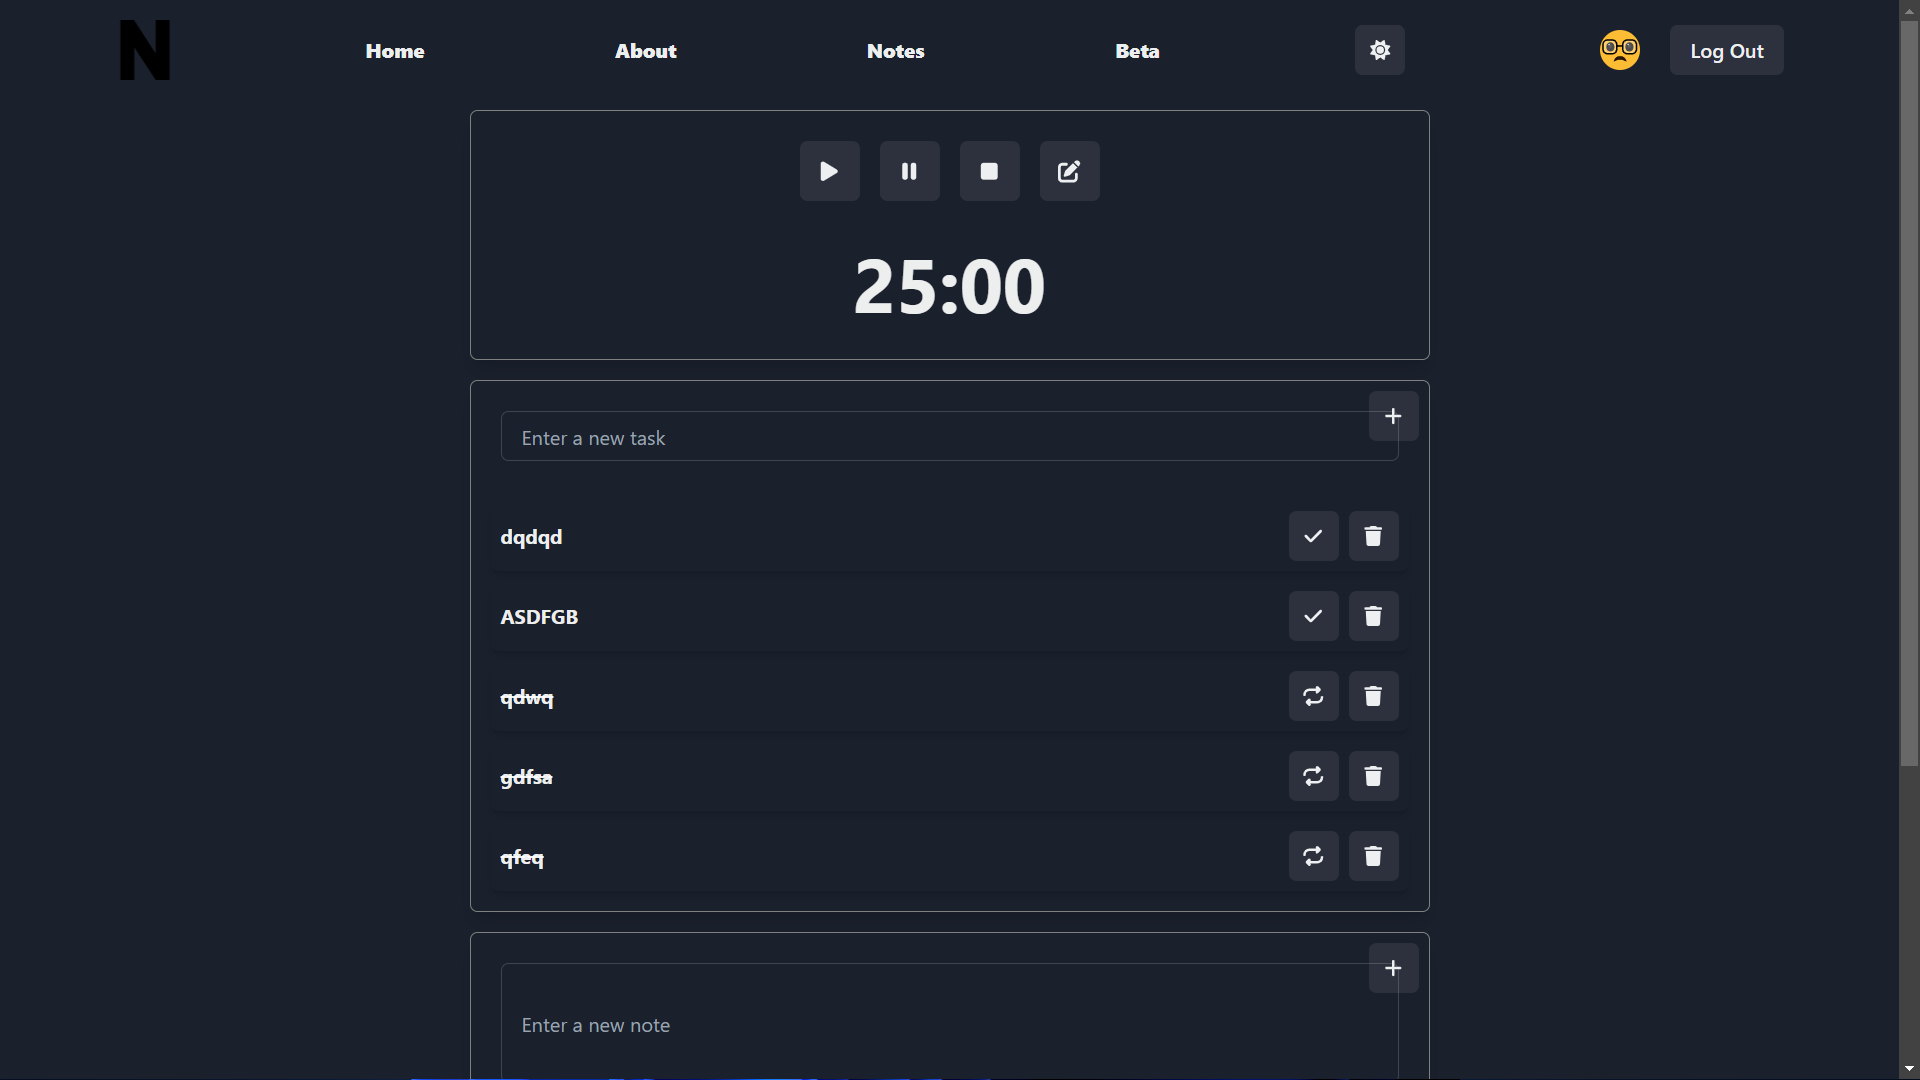 N
Home
About
Notes
Beta
Log Out
25:00
Enter a new task
dqdqd
ASDFGB
qdwq
gdfsa
qfeq
Enter a new note